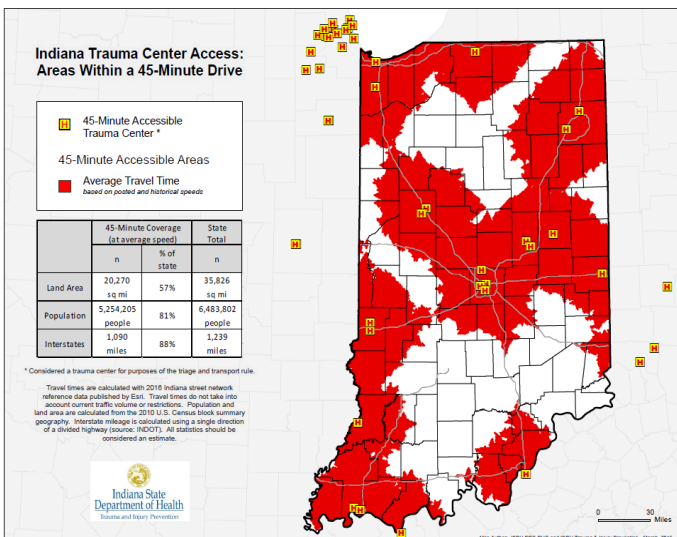 Indiana Trauma Center Access:
Areas Within a 45-Minute Drive
H 45-Minute Accessible
Trauma Center *
45-Minute Accessible Areas
Average Travel Time
based on posted and historical speeds
45-Minute Coverage
(at average speed)
State
Total
n
% of
state
n
Land Area
20,270
sq mi
57%
35,826
sq mi
Population
5,254,205
people
81%
6,483,802
people
Interstates
1,090
miles
88%
1,239
miles
* Considered a trauma center for purposes of the triage and transport rule.
Travel times are calculated with 2016 Indiana street network
reference data published by Esri. Travel times do not take into
account current traffic volume or restrictions. Population and
land area are calculated from the 2010 U.S. Census block summary
geography. Interstate mileage is calculated using a single direction
of a divided highway (source: INDOT). All statistics should be
considered an estimate.
Indiana State
Department of Health
Trauma and Injury Prevention
0 30
Miles